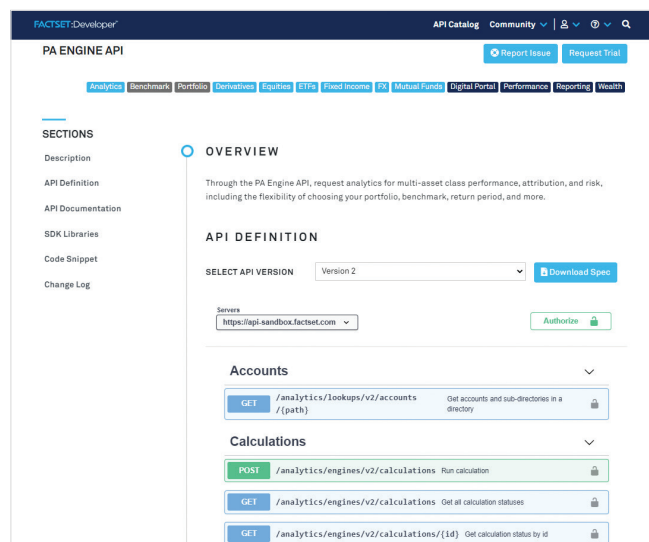 FACTSET:Developer
API Catalog Community
PA ENGINE API
Report Issue
Request Trial
Analytics Benchmark Portfolio Derivatives Equities ETFs Fixed Income FX Mutual Funds Digital Portal Performance Reporting Wealth
SECTIONS
Description
API Definition
API Documentation
SDK Libraries
Code Snippet
Change Log
OVERVIEW
Through the PA Engine API, request analytics for multi-asset class performance, attribution, and risk,
including the flexibility of choosing your portfolio, benchmark, return period, and more.
API DEFINITION
SELECT API VERSION
Version 2
Download Spec
Servers
https://api-sandbox.factset.com
Authorize
Accounts
GET
/analytics/lookups/v2/accounts
/{path}
Get accounts and sub-directories in a
directory
Calculations
POST /analytics/engines/v2/calculations Run calculation
GET /analytics/engines/v2/calculations Get all calculation statuses
GET /analytics/engines/v2/calculations/{id} Get calculation status by id